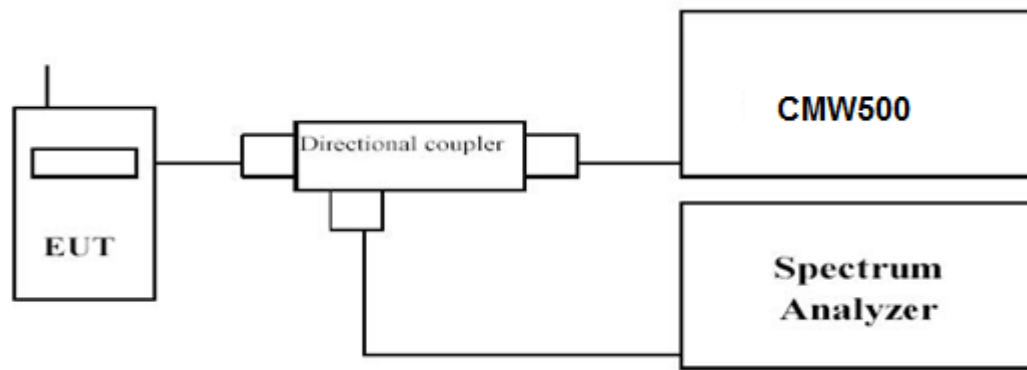 CMW500
Directional coupler
EUT
Spectrum
Analyzer